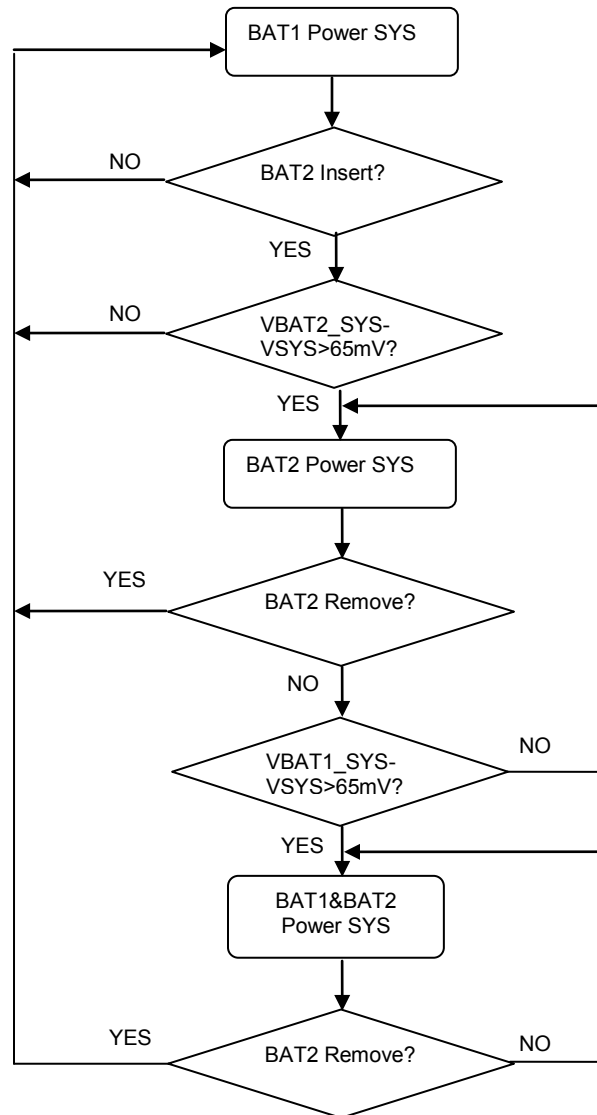 BAT1 Power SYS
NO
BAT2 Insert?
YES
NO
VBAT2_SYS-
VSYS>65mV?
YES
BAT2 Power SYS
YES
BAT2 Remove?
NO
VBAT1_SYS-
VSYS>65mV?
NO
YES
BAT1&BAT2
Power SYS
YES
BAT2 Remove?
NO